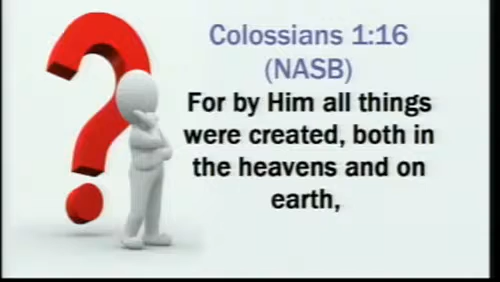 Colossians 1:16
(NASB)
For by Him all things
were created, both in
the heavens and on
earth,